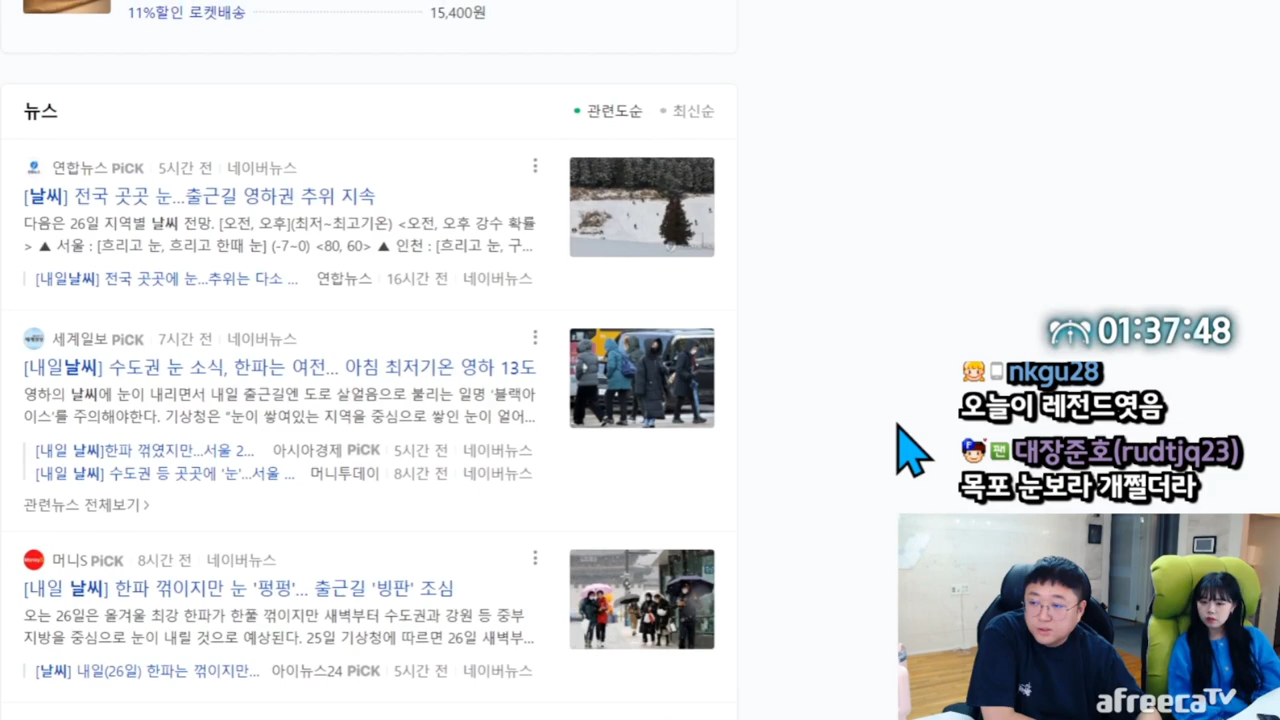 11%할인 로켓배송 15,400원
뉴스
관련도순 최신순
연합뉴스 PiCK 5시간 전 네이버뉴스
[날씨] 전국 곳곳 눈...출근길 영하권 추위 지속
다음은 26일 지역별 날씨 전망. [오전, 오후](최저~최고기온) <오전, 오후 강수 확률
> ▲ 서울 : [흐리고 눈, 흐리고 한때 눈] (-7~0) <80, 60> ▲ 인천 : [흐리고 눈, 구...
[내일날씨] 전국 곳곳에 눈...추위는 다소 ... 연합뉴스 16시간 전 네이버뉴스
세계일보 PiCK 7시간 전 네이버뉴스
[내일날씨] 수도권 눈 소식, 한파는 여전... 아침 최저기온 영하 13도
영하의 날씨에 눈이 내리면서 내일 출근길엔 도로 살얼음으로 불리는 일명 ‘블랙아
이스’를 주의해야한다. 기상청은 “눈이 쌓여있는 지역을 중심으로 쌓인 눈이 얼어...
[내일 날씨]한파 꺾였지만...서울 2... 아시아경제 PiCK 5시간 전 네이버뉴스
[내일 날씨] 수도권 등 곳곳에 '눈'...서울 ... 머니투데이 8시간 전 네이버뉴스
관련뉴스 전체보기 >
머니S PiCK 8시간 전 네이버뉴스
[내일 날씨] 한파 꺾이지만 눈 '펑펑'... 출근길 '빙판' 조심
오는 26일은 올겨울 최강 한파가 한풀 꺾이지만 새벽부터 수도권과 강원 등 중부
지방을 중심으로 눈이 내릴 것으로 예상된다. 25일 기상청에 따르면 26일 새벽부...
[날씨] 내일(26일) 한파는 꺾이지만... 아이뉴스24 PiCK 5시간 전 네이버뉴스
01:37:48
nkgu28
오늘이 레전드엿음
팬 대장준호(rudtjq23)
목포 눈보라 개쩔더라
afreecaTV